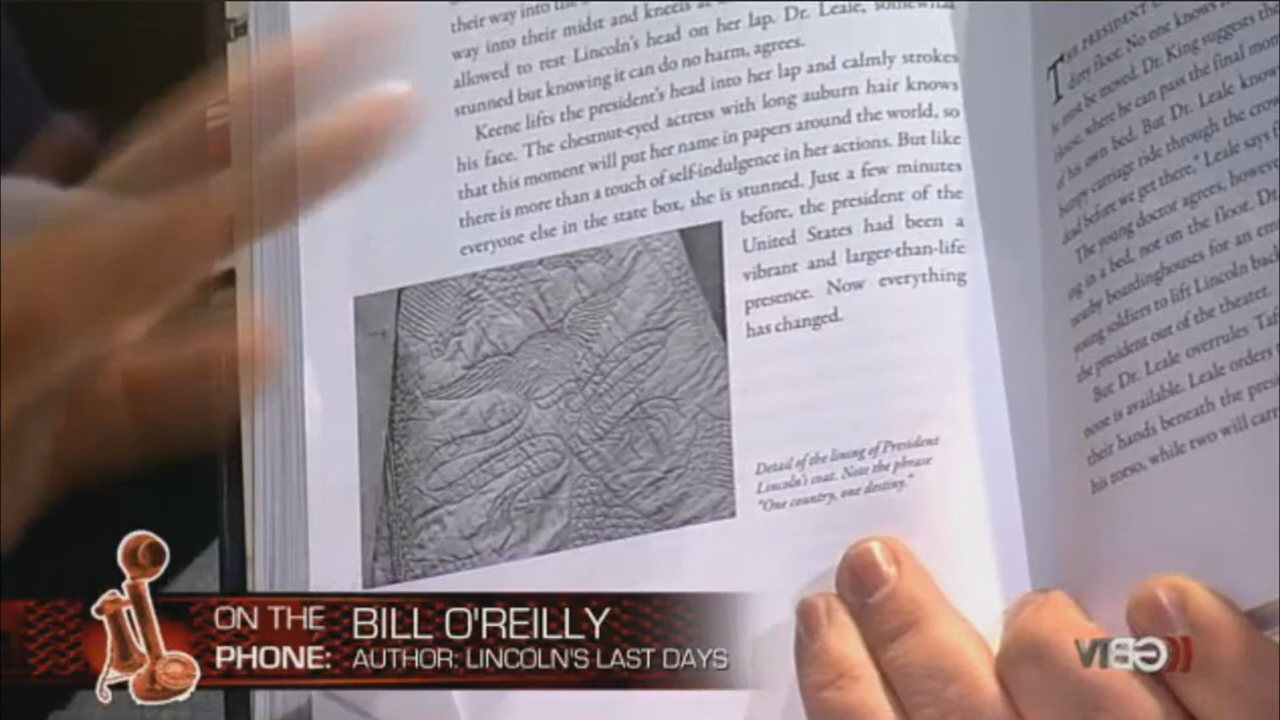 their way into the midst and kneels
way into their midst and kneels at
allowed to rest Lincoln's head on her lap. Dr. Leale, somewhat
stunned but knowing it can do no harm, agrees.
Keene lifts the president's head into her lap and calmly strokes
his face. The chestnut-eyed actress with long auburn hair knows
that this moment will put her name in papers around the world, so
there is more than a touch of self-indulgence in her actions. But like
everyone else in the state box, she is stunned. Just a few minutes
before, the president of the
United States had been a
vibrant and larger-than-life
presence. Now everything
has changed.
Detail of the lining of President
Lincoln's coat. Note the phrase
"One country, one destiny."
THE PRESIDENT
dirty floor. No one knows
must be moved. Dr. King suggests
where he can pass the final
of his own bed. But Dr. Leale
bumpy carriage ride through the
dead before we get there," Leale says
The young doctor agrees, however
in a bed, not on the floor. Dr.
nearby boardinghouses for an
young soldiers to lift Lincoln back
the president out of the theater.
But Dr. Leale overrules
none is available. Leale orders
their hands beneath the
his torso, while two will
ON THE
PHONE:
BILL O'REILLY
AUTHOR: LINCOLN'S LAST DAYS
GBTV